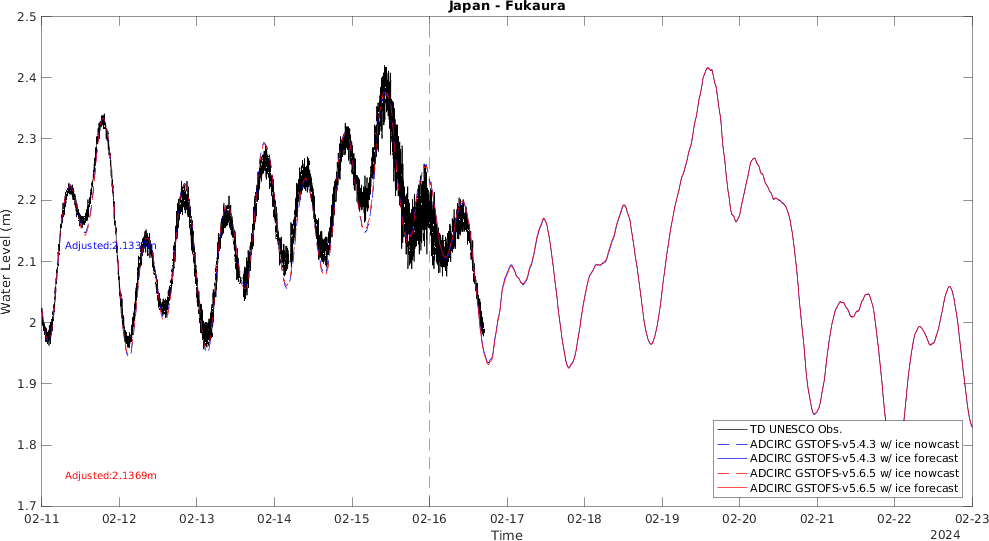 Japan - Fukaura
2.5
2.4
2.3
2.2
2.1
2
1.9
1.8
1.7
Water Level (m)
Adjusted:2.1337m
Adjusted:2.1369m
TD UNESCO Obs.
ADCIRC GSTOFS-v5.4.3 w/ ice nowcast
ADCIRC GSTOFS-v5.4.3 w/ ice forecast
ADCIRC GSTOFS-v5.6.5 w/ ice nowcast
ADCIRC GSTOFS-v5.6.5 w/ ice forecast
02-11 02-12 02-13 02-14 02-15 02-16 02-17 02-18 02-19 02-20 02-21 02-22 02-23
Time
2024